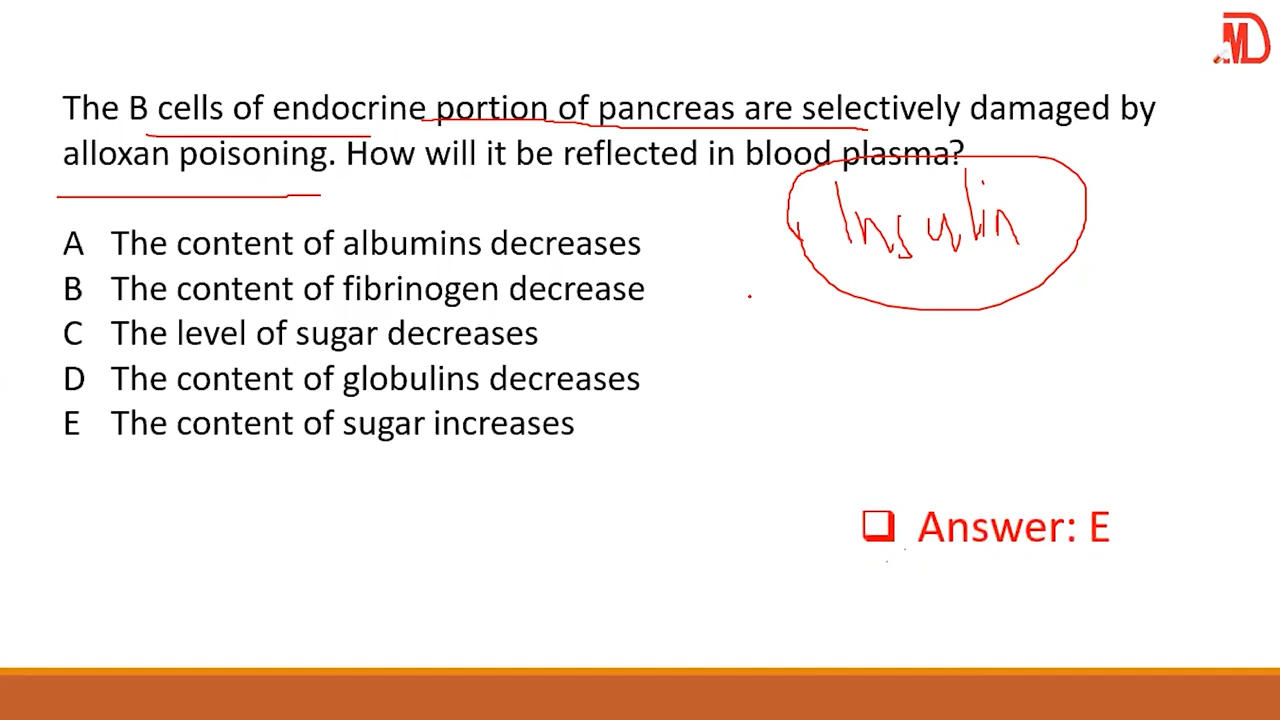 MD
The B cells of endocrine portion of pancreas are selectively damaged by
alloxan poisoning. How will it be reflected in blood plasma?
Insulin
A The content of albumins decreases
B The content of fibrinogen decrease
C The level of sugar decreases
D The content of globulins decreases
E The content of sugar increases
❑ Answer: E